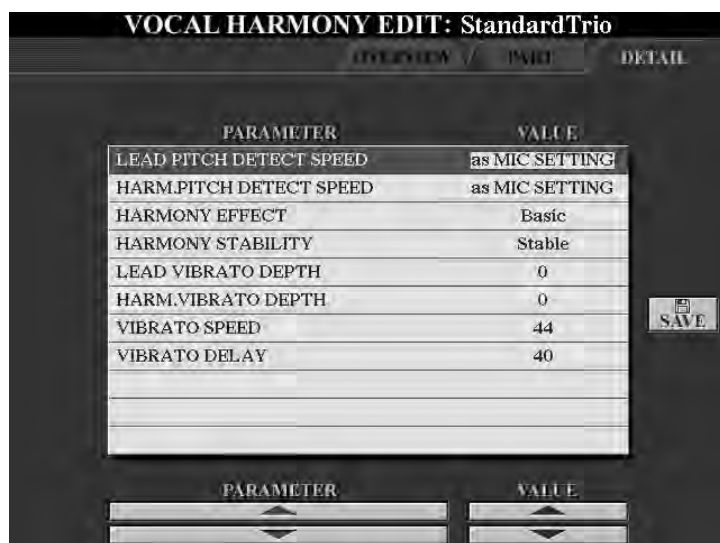 VOCAL HARMONY EDIT: StandardTrio
OVERVIEW PART DETAIL
PARAMETER VALUE
LEAD PITCH DETECT SPEED as MIC SETTING
HARM.PITCH DETECT SPEED as MIC SETTING
HARMONY EFFECT Basic
HARMONY STABILITY Stable
LEAD VIBRATO DEPTH 0
HARM.VIBRATO DEPTH 0
VIBRATO SPEED 44
VIBRATO DELAY 40
SAVE
PARAMETER VALUE